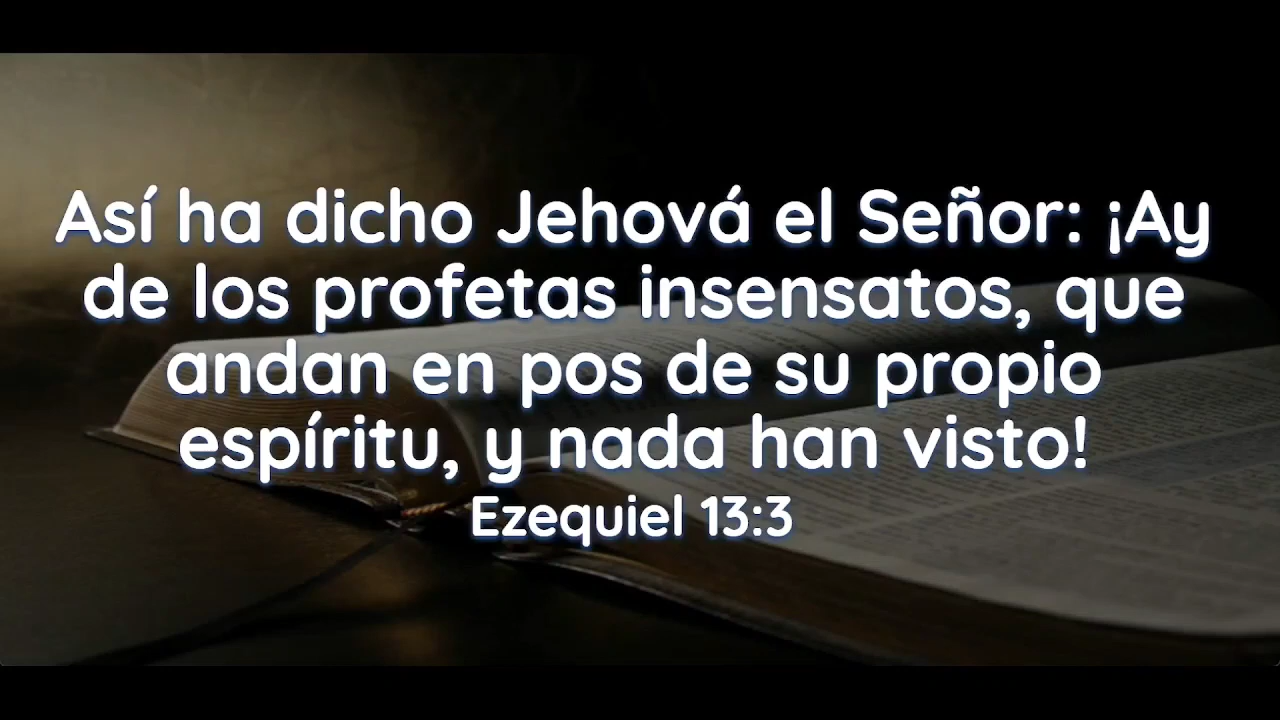 Así ha dicho Jehová el Señor: ¡Ay
de los profetas insensatos, que
andan en pos de su propio
espíritu, y nada han visto!
Ezequiel 13:3